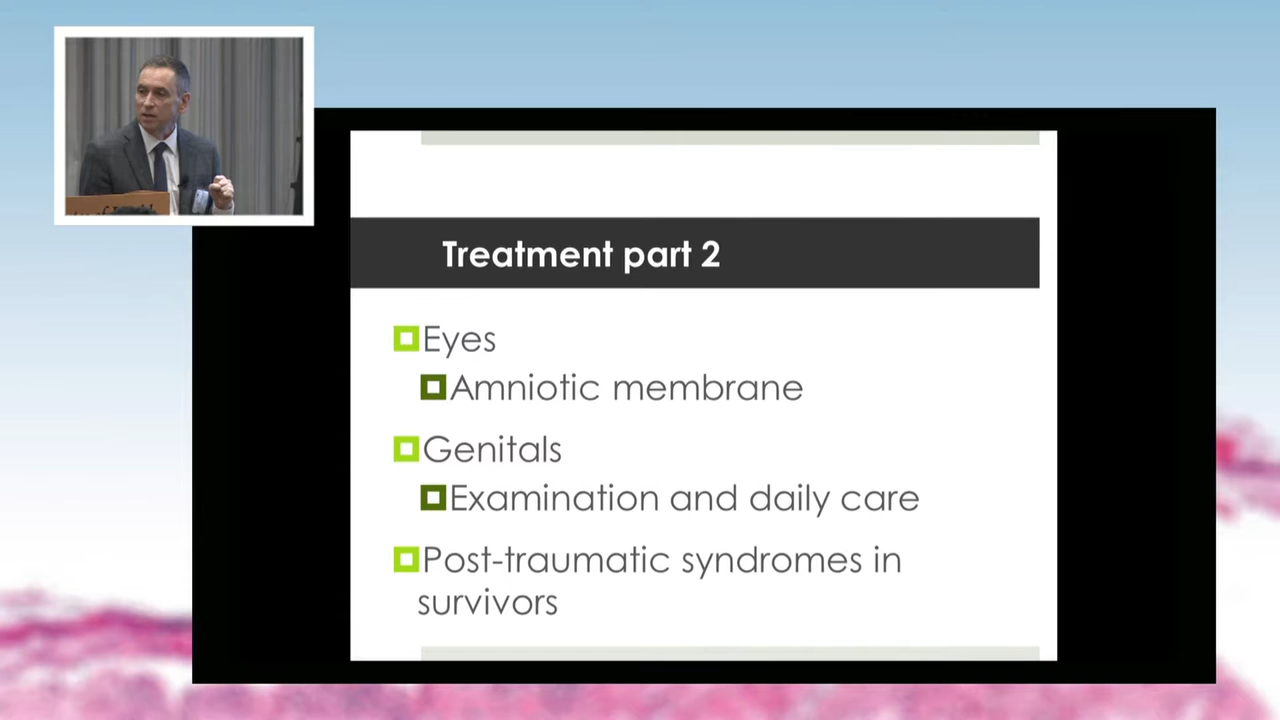 Treatment part 2
Eyes
Amniotic membrane
Genitals
Examination and daily care
Post-traumatic syndromes in
survivors